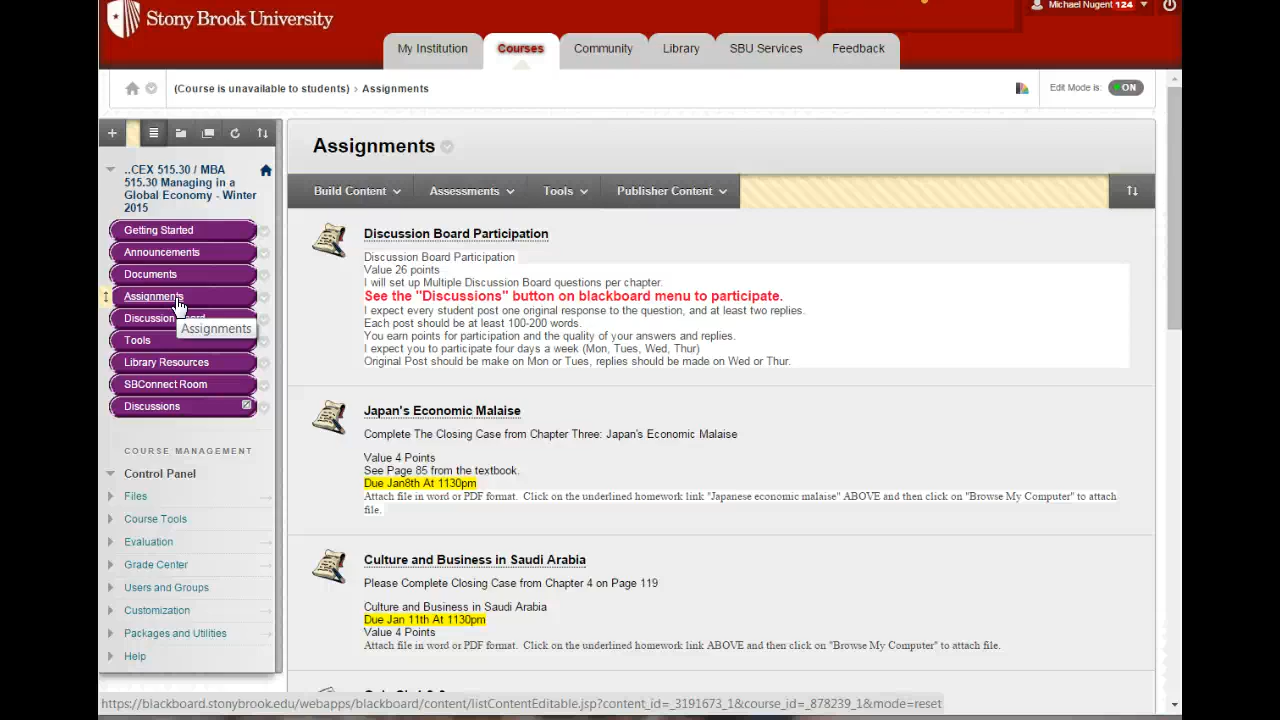 Stony Brook University
Michael Nugent 124
My Institution
Courses
Community
Library
SBU Services
Feedback
(Course is unavailable to students) › Assignments
Edit Mode is: ON
..CEX 515.30 / MBA
515.30 Managing in a
Global Economy - Winter
2015
Getting Started
Announcements
Documents
Assignments
Discussion
Assignments
Tools
Library Resources
SBConnect Room
Discussions
COURSE MANAGEMENT
Control Panel
Files
Course Tools
Evaluation
Grade Center
Users and Groups
Customization
Packages and Utilities
Help
Assignments
Build Content
Assessments
Tools
Publisher Content
Discussion Board Participation
Discussion Board Participation
Value 26 points
I will set up Multiple Discussion Board questions per chapter.
See the "Discussions" button on blackboard menu to participate.
I expect every student post one original response to the question, and at least two replies.
Each post should be at least 100-200 words.
You earn points for participation and the quality of your answers and replies.
I expect you to participate four days a week (Mon, Tues, Wed, Thur)
Original Post should be make on Mon or Tues, replies should be made on Wed or Thur.
Japan's Economic Malaise
Complete The Closing Case from Chapter Three: Japan's Economic Malaise
Value 4 Points
See Page 85 from the textbook.
Due Jan8th At 1130pm
Attach file in word or PDF format. Click on the underlined homework link "Japanese economic malaise" ABOVE and then click on "Browse My Computer" to attach
file.
Culture and Business in Saudi Arabia
Please Complete Closing Case from Chapter 4 on Page 119
Culture and Business in Saudi Arabia
Due Jan 11th At 1130pm
Value 4 Points
Attach file in word or PDF format. Click on the underlined homework link ABOVE and then click on "Browse My Computer" to attach file.
https://blackboard.stonybrook.edu/webapps/blackboard/content/listContentEditable.jsp?content_id=_3191673_1&course_id=_878239_1&mode=reset